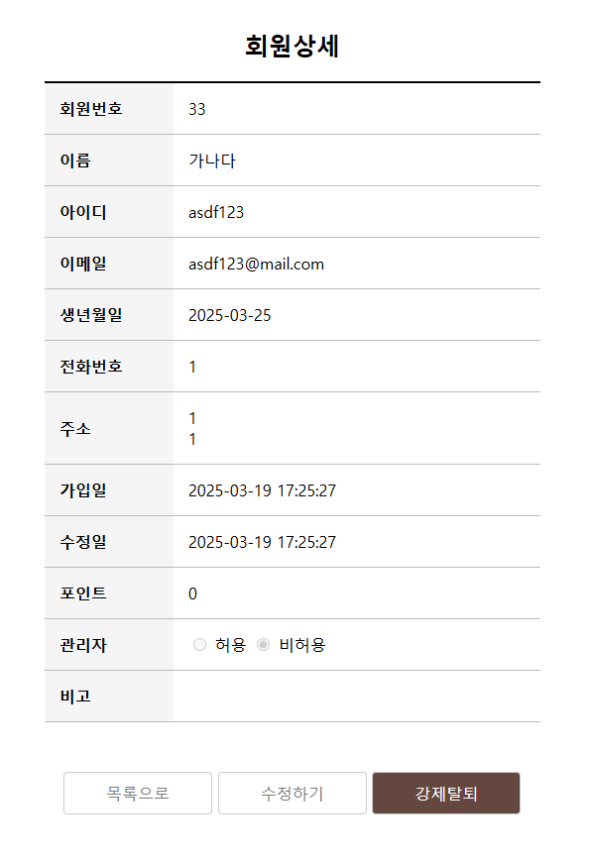 회원상세
회원번호 33
이름 가나다
아이디 asdf123
이메일 asdf123@mail.com
생년월일 2025-03-25
전화번호 1
주소 1
1
가입일 2025-03-19 17:25:27
수정일 2025-03-19 17:25:27
포인트 0
관리자 허용 비허용
비고
목록으로 수정하기 강제탈퇴